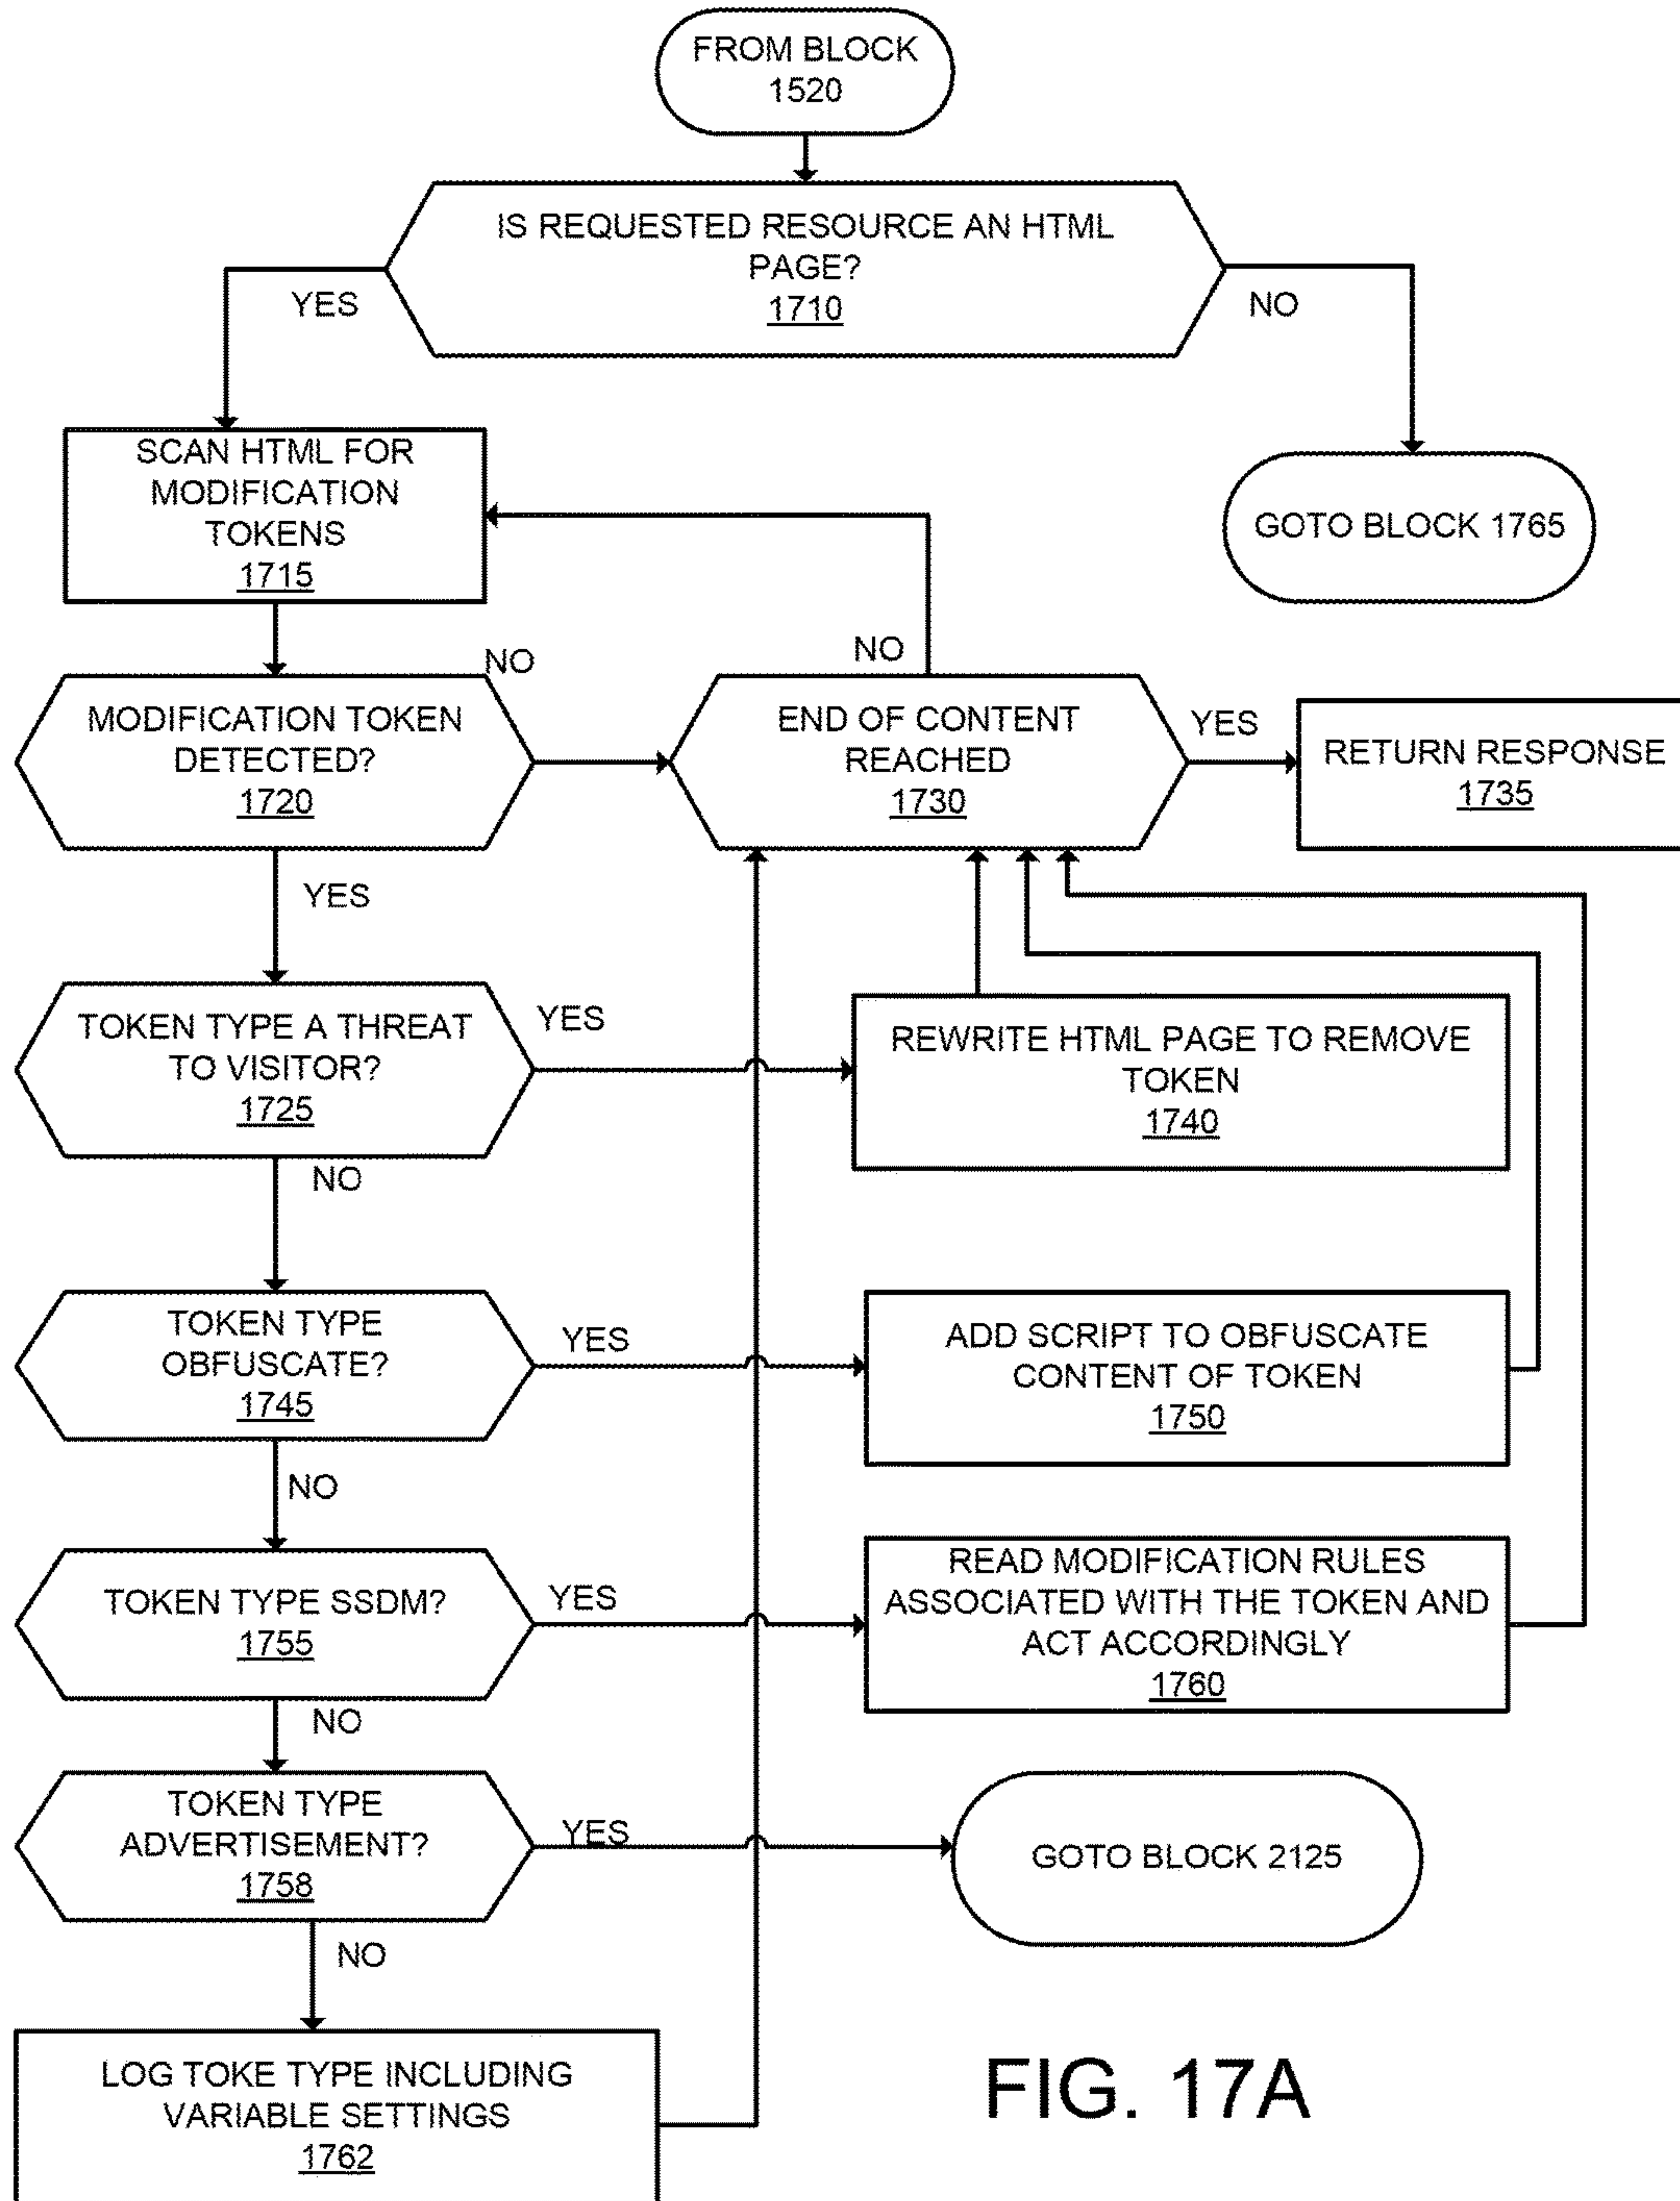 FROM BLOCK
1520
IS REQUESTED RESOURCE AN HTML
PAGE?
1710
YES
NO
SCAN HTML FOR
MODIFICATION
TOKENS
1715
GOTO BLOCK 1765
NO
NO
MODIFICATION TOKEN
DETECTED?
1720
END OF CONTENT
REACHED
1730
YES
RETURN RESPONSE
1735
YES
TOKEN TYPE A THREAT
TO VISITOR?
1725
YES
REWRITE HTML PAGE TO REMOVE
TOKEN
1740
NO
TOKEN TYPE
OBFUSCATE?
1745
YES
ADD SCRIPT TO OBFUSCATE
CONTENT OF TOKEN
1750
NO
TOKEN TYPE SSDM?
1755
YES
READ MODIFICATION RULES
ASSOCIATED WITH THE TOKEN AND
ACT ACCORDINGLY
1760
NO
TOKEN TYPE
ADVERTISEMENT?
1758
YES
GOTO BLOCK 2125
NO
LOG TOKE TYPE INCLUDING
VARIABLE SETTINGS
1762
FIG. 17A